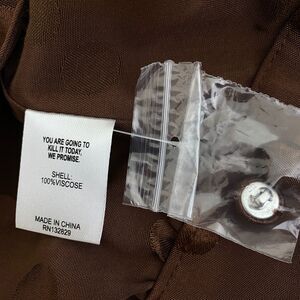 YOU ARE GOING TO
KILL IT TODAY,
WE PROMISE.
SHELL:
100%VISCOSE
MADE IN CHINA
RN132829